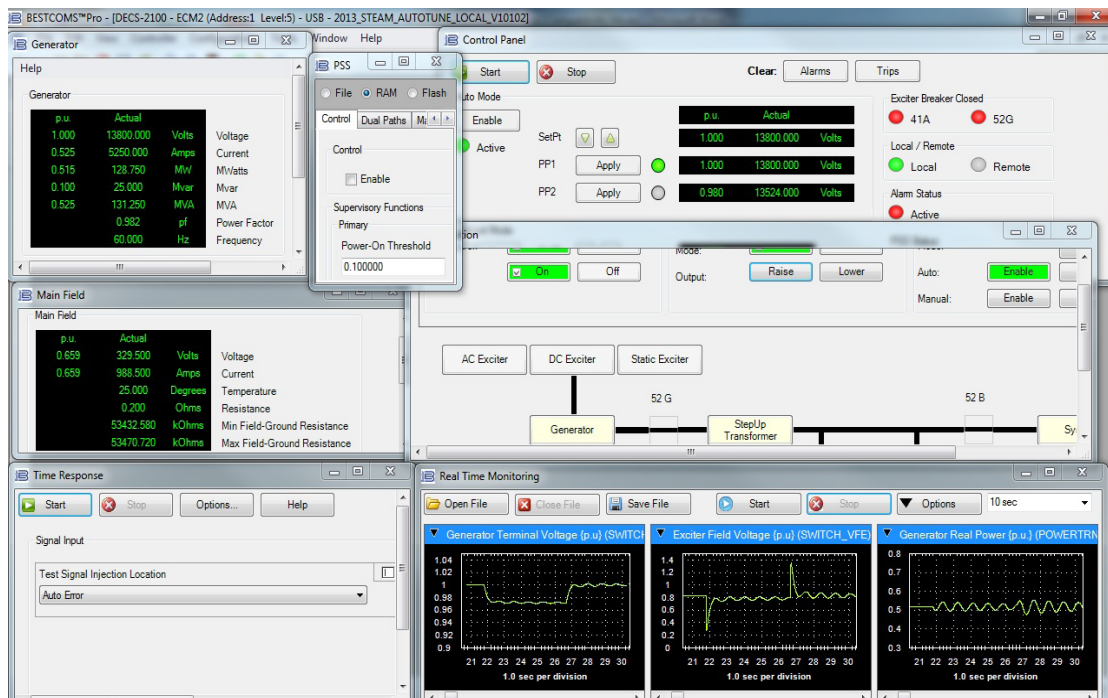 BESTCOMS™Pro - [DECS-2100 - ECM2 (Address:1 Level:5) - USB - 2013_STEAM_AUTOTUNE_LOCAL_V10102]
Window Help
Generator
Help
Generator
p.u. Actual
1.000 13800.000 Volts Voltage
0.525 5250.000 Amps Current
0.515 128.750 MW MWatts
0.100 25.000 Mvar Mvar
0.525 131.250 MVA MVA
0.982 pf Power Factor
60.000 Hz Frequency
PSS
File RAM Flash
Control Dual Paths
Control
Enable
Supervisory Functions
Primary
Power-On Threshold
0.100000
Control Panel
Start Stop Clear: Alarms Trips
uto Mode
Enable
Active
SetPt
PP1 Apply
PP2 Apply
p.u. Actual
1.000 13800.000 Volts
1.000 13800.000 Volts
0.980 13524.000 Volts
Exciter Breaker Closed
41A 52G
Local / Remote
Local Remote
Alarm Status
Active
Main Field
Main Field
p.u. Actual
0.659 329.500 Volts Voltage
0.659 988.500 Amps Current
25.000 Degrees Temperature
0.200 Ohms Resistance
53432.580 kOhms Min Field-Ground Resistance
53470.720 kOhms Max Field-Ground Resistance
tion
On Off
Mode:
Output: Raise Lower
Auto: Enable
Manual: Enable
AC Exciter DC Exciter Static Exciter
52 G 52 B
Generator StepUp Transformer Sy
Time Response
Start Stop Options... Help
Signal Input
Test Signal Injection Location
Auto Error
Real Time Monitoring
Open File Close File Save File Start Stop Options 10 sec
Generator Terminal Voltage {p.u} (SWITCH
1.04
1.02
1
0.98
0.96
0.94
0.92
0.9
21 22 23 24 25 26 27 28 29 30
1.0 sec per division
Exciter Field Voltage {p.u} (SWITCH_VFE)
1.4
1.2
1
0.8
0.6
0.4
0.2
0
21 22 23 24 25 26 27 28 29 30
1.0 sec per division
Generator Real Power {p.u.} (POWERTRN
0.8
0.7
0.6
0.5
0.4
0.3
21 22 23 24 25 26 27 28 29 30
1.0 sec per division